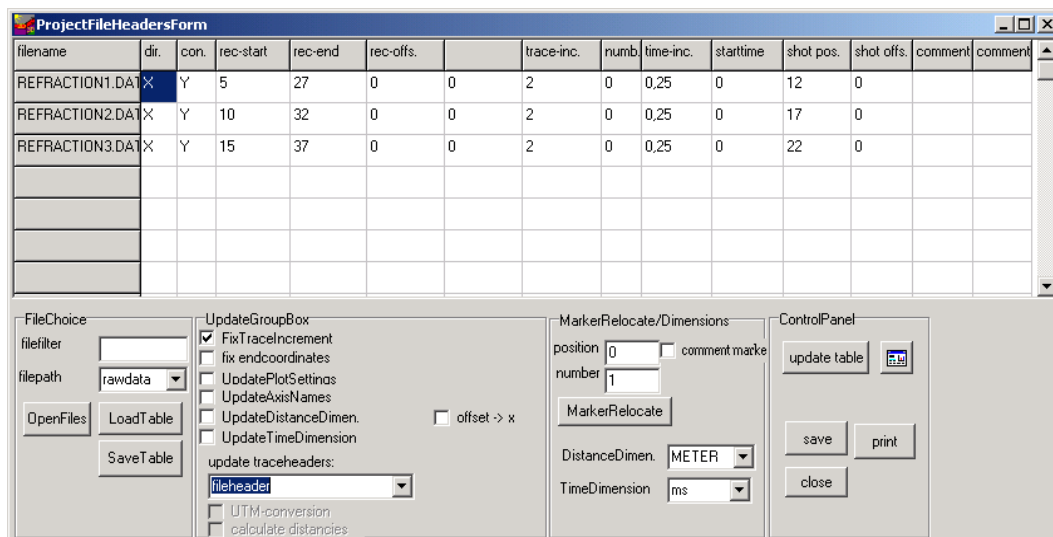 ProjectFileHeadersForm
filename dir. con. rec-start rec-end rec-offs. trace-inc. numb. time-inc. starttime shot pos. shot offs. comment comment
REFRACTION1.DAT X Y 5 27 0 0 2 0 0,25 0 12 0
REFRACTION2.DAT X Y 10 32 0 0 2 0 0,25 0 17 0
REFRACTION3.DAT X Y 15 37 0 0 2 0 0,25 0 22 0
FileChoice
filefilter
filepath rawdata
OpenFiles LoadTable
SaveTable
UpdateGroupBox
FixTraceIncrement
fix endcoordinates
UpdatePlotSettings
UpdateAxisNames
UpdateDistanceDimen. offset -> x
UpdateTimeDimension
update traceheaders:
fileheader
UTM-conversion
calculate distancies
MarkerRelocate/Dimensions
position 0 comment marke
number 1
MarkerRelocate
DistanceDimen. METER
TimeDimension ms
ControlPanel
update table
save print
close